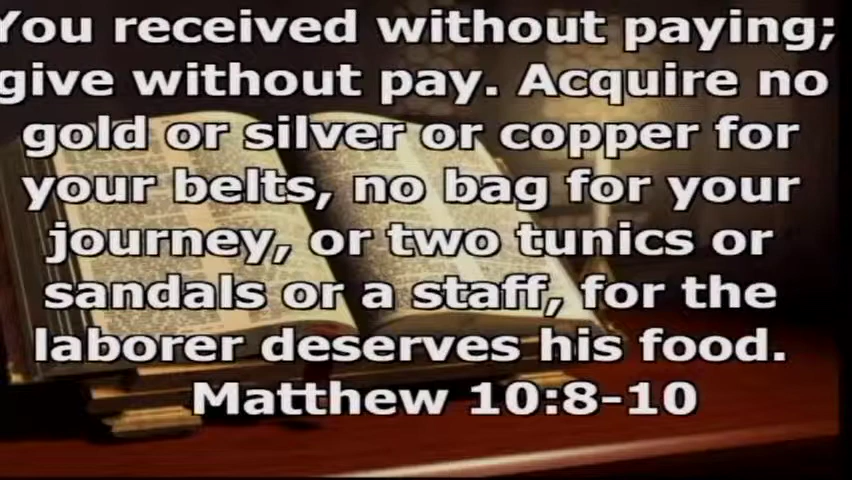 You received without paying;
give without pay. Acquire no
gold or silver or copper for
your belts, no bag for your
journey, or two tunics or
sandals or a staff, for the
laborer deserves his food.
Matthew 10:8-10